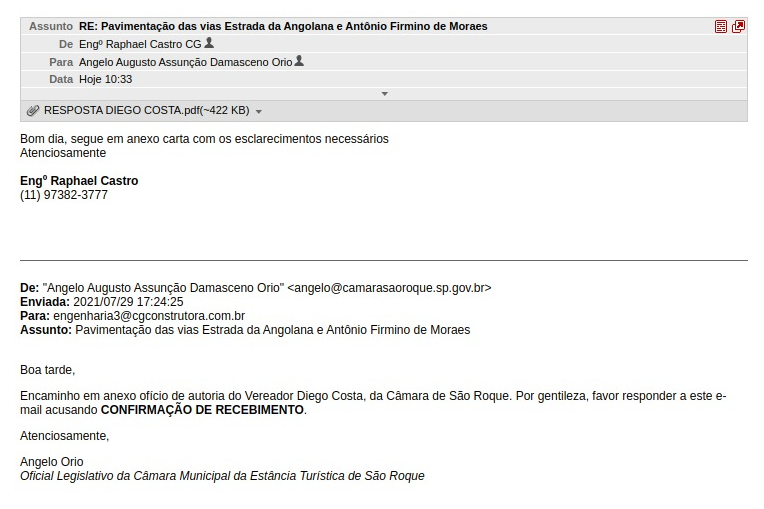 Assunto RE: Pavimentação das vias Estrada da Angolana e Antônio Firmino de Moraes
De Engº Raphael Castro CG
Para Angelo Augusto Assunção Damasceno Orio
Data Hoje 10:33
RESPOSTA DIEGO COSTA.pdf(~422 KB)
Bom dia, segue em anexo carta com os esclarecimentos necessários
Atenciosamente
Engº Raphael Castro
(11) 97382-3777
De: "Angelo Augusto Assunção Damasceno Orio" <angelo@camarasaoroque.sp.gov.br>
Enviada: 2021/07/29 17:24:25
Para: engenharia3@cgconstrutora.com.br
Assunto: Pavimentação das vias Estrada da Angolana e Antônio Firmino de Moraes
Boa tarde,
Encaminho em anexo ofício de autoria do Vereador Diego Costa, da Câmara de São Roque. Por gentileza, favor responder a este e-
mail acusando CONFIRMAÇÃO DE RECEBIMENTO.
Atenciosamente,
Angelo Orio
Oficial Legislativo da Câmara Municipal da Estância Turística de São Roque